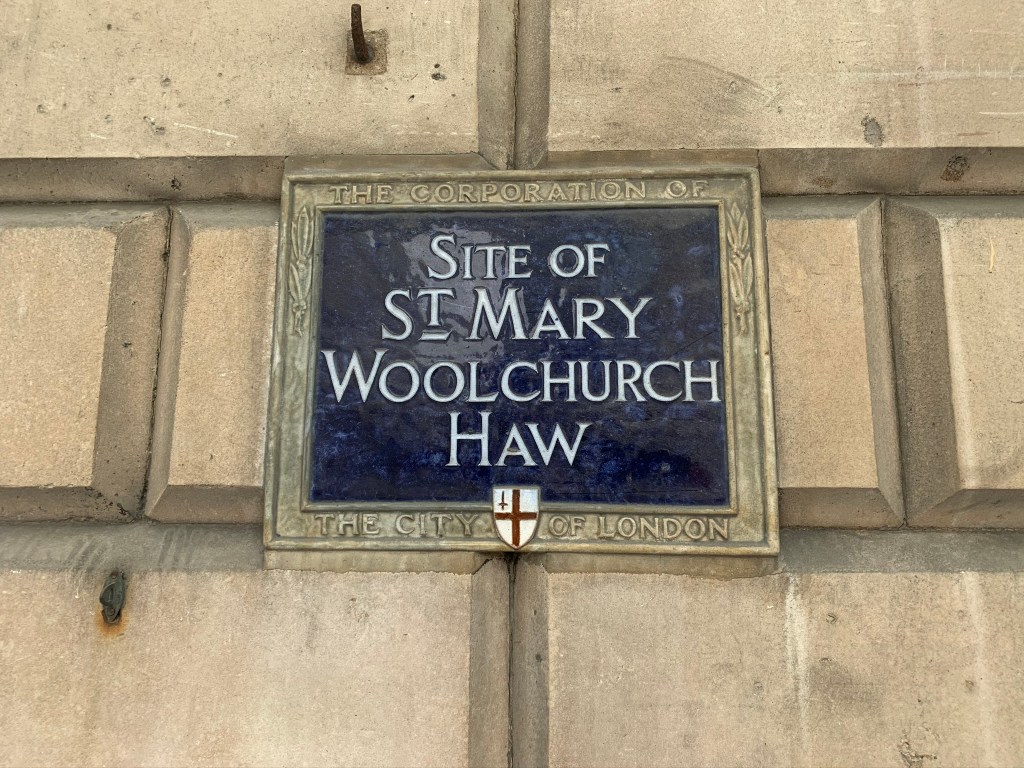 THE CORPORATION OF
SITE OF
ST MARY
WOOLCHURCH
HAW
THE CITY OF LONDON